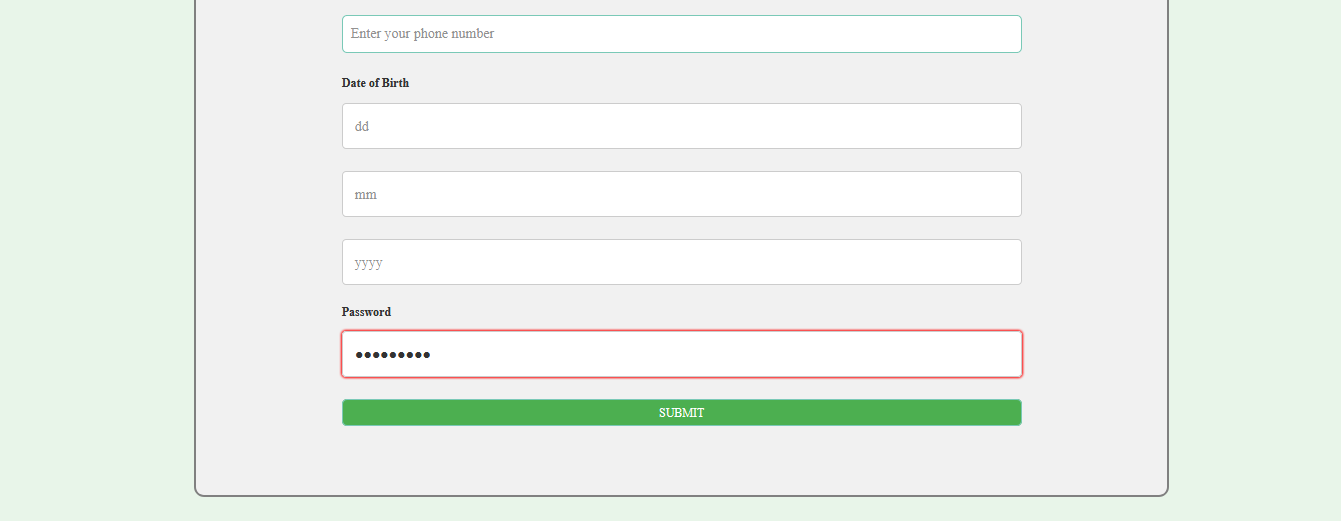 Enter your phone number
Date of Birth
dd
mm
yyyy
Password
•••••••••
SUBMIT